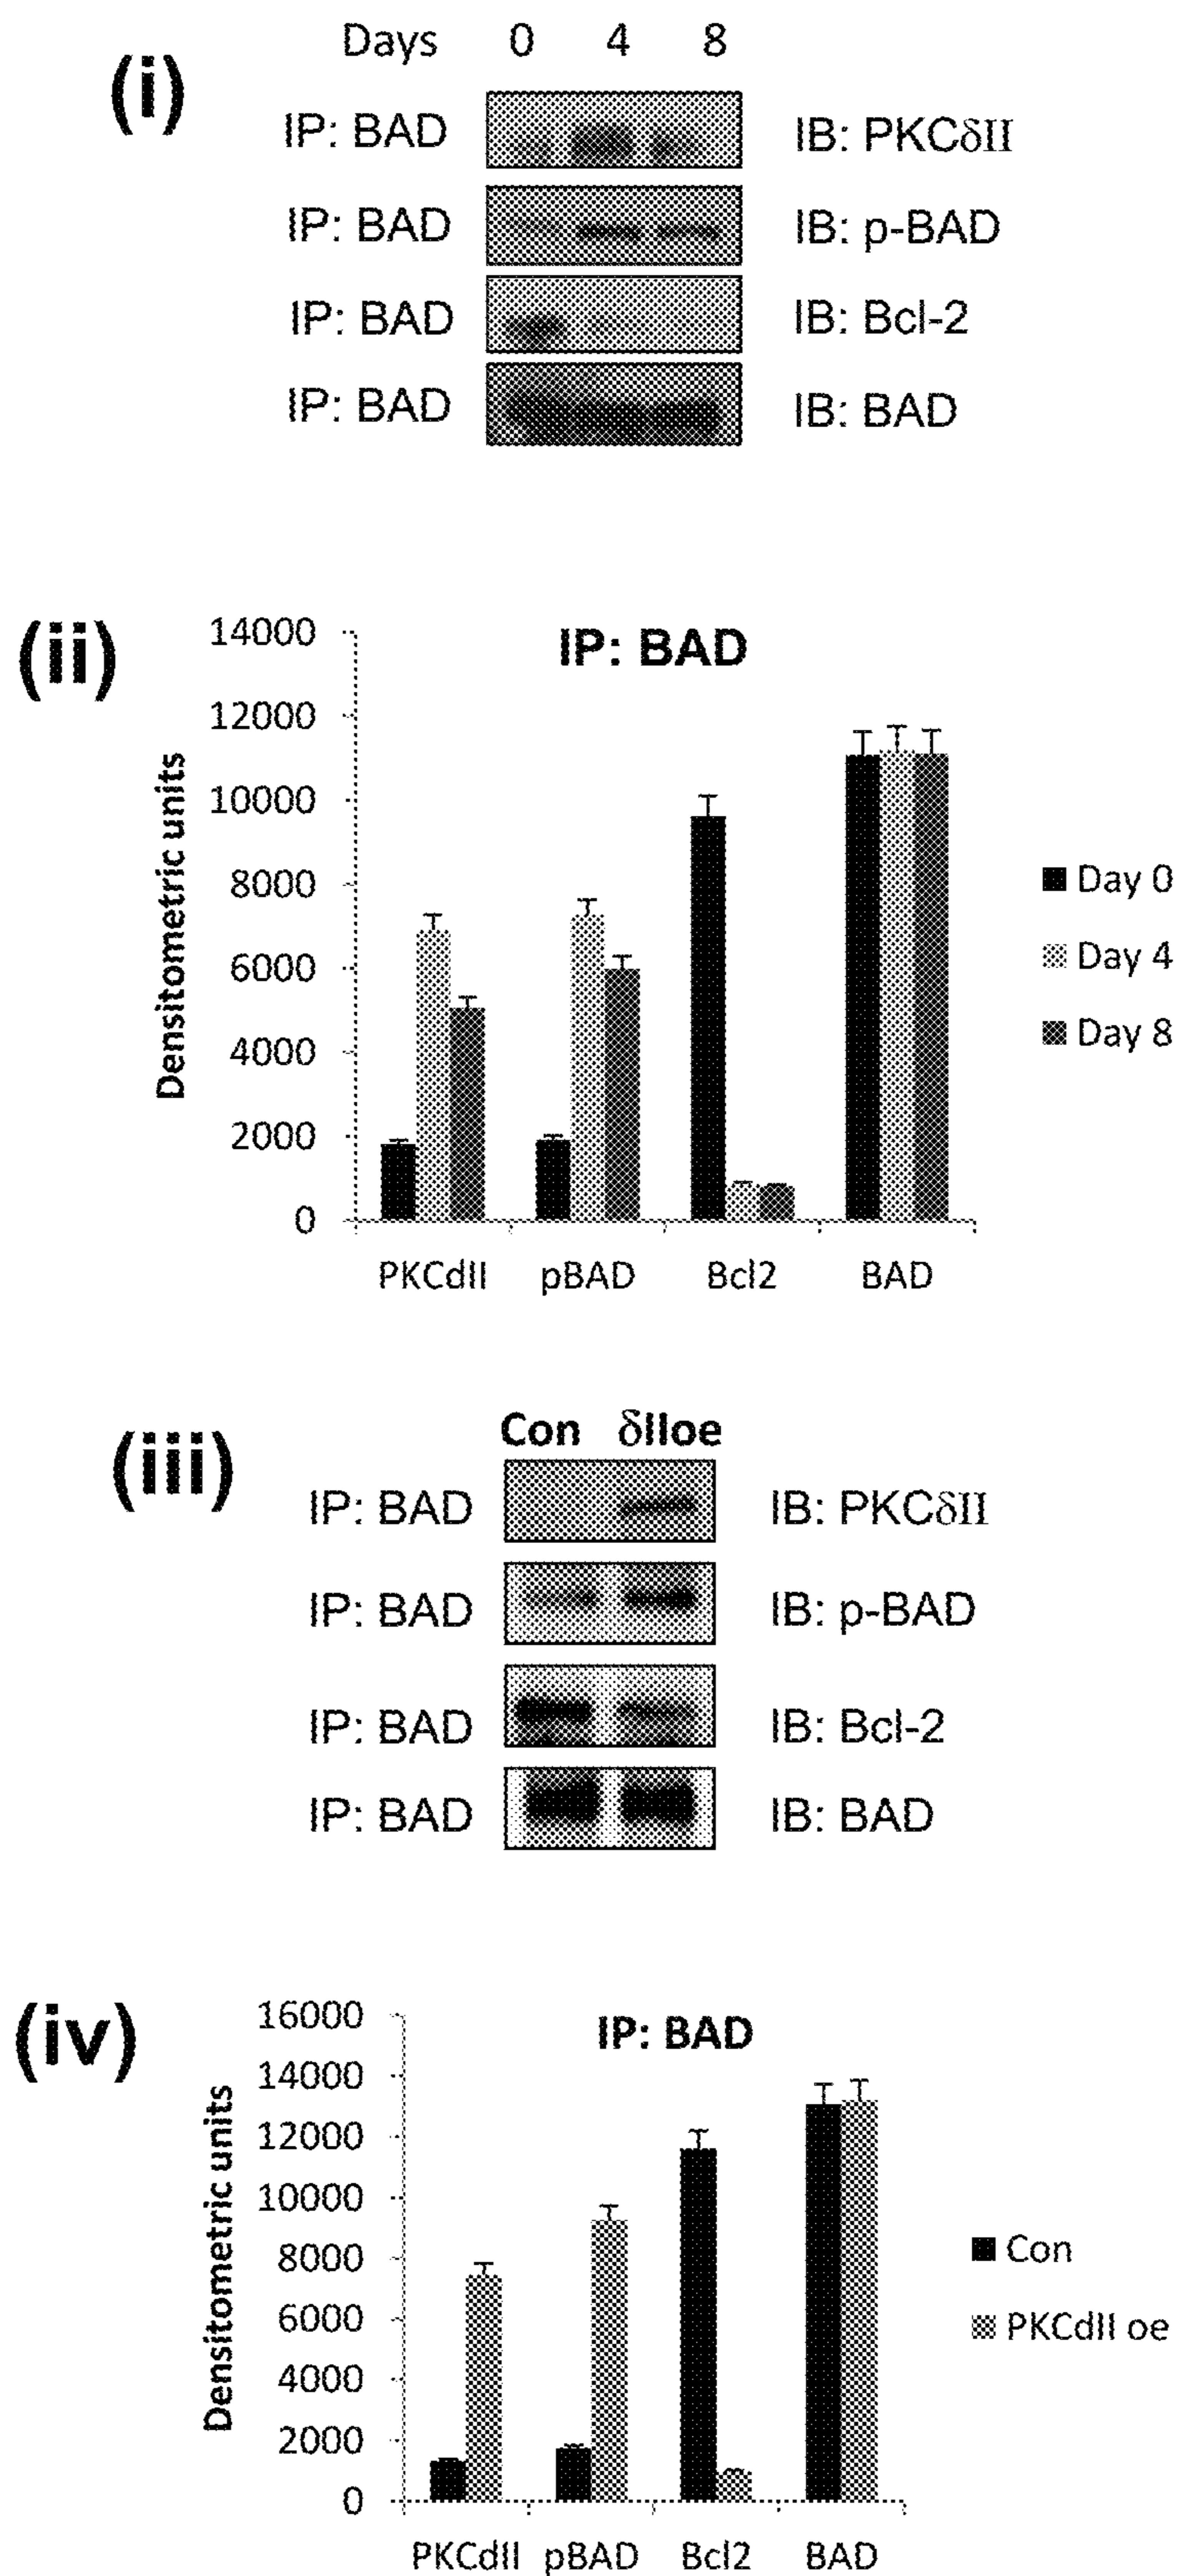 (i)
Days 0 4 8
IP: BAD IB: PKCδII
IP: BAD IB: p-BAD
IP: BAD IB: Bcl-2
IP: BAD IB: BAD
(ii)
IP: BAD
Densitometric units
14000
12000
10000
8000
6000
4000
2000
0
PKCdII pBAD Bcl2 BAD
Day 0
Day 4
Day 8
(iii)
Con δIIoe
IP: BAD IB: PKCδII
IP: BAD IB: p-BAD
IP: BAD IB: Bcl-2
IP: BAD IB: BAD
(iv)
IP: BAD
Densitometric units
16000
14000
12000
10000
8000
6000
4000
2000
0
PKCdII pBAD Bcl2 BAD
Con
PKCdII oe